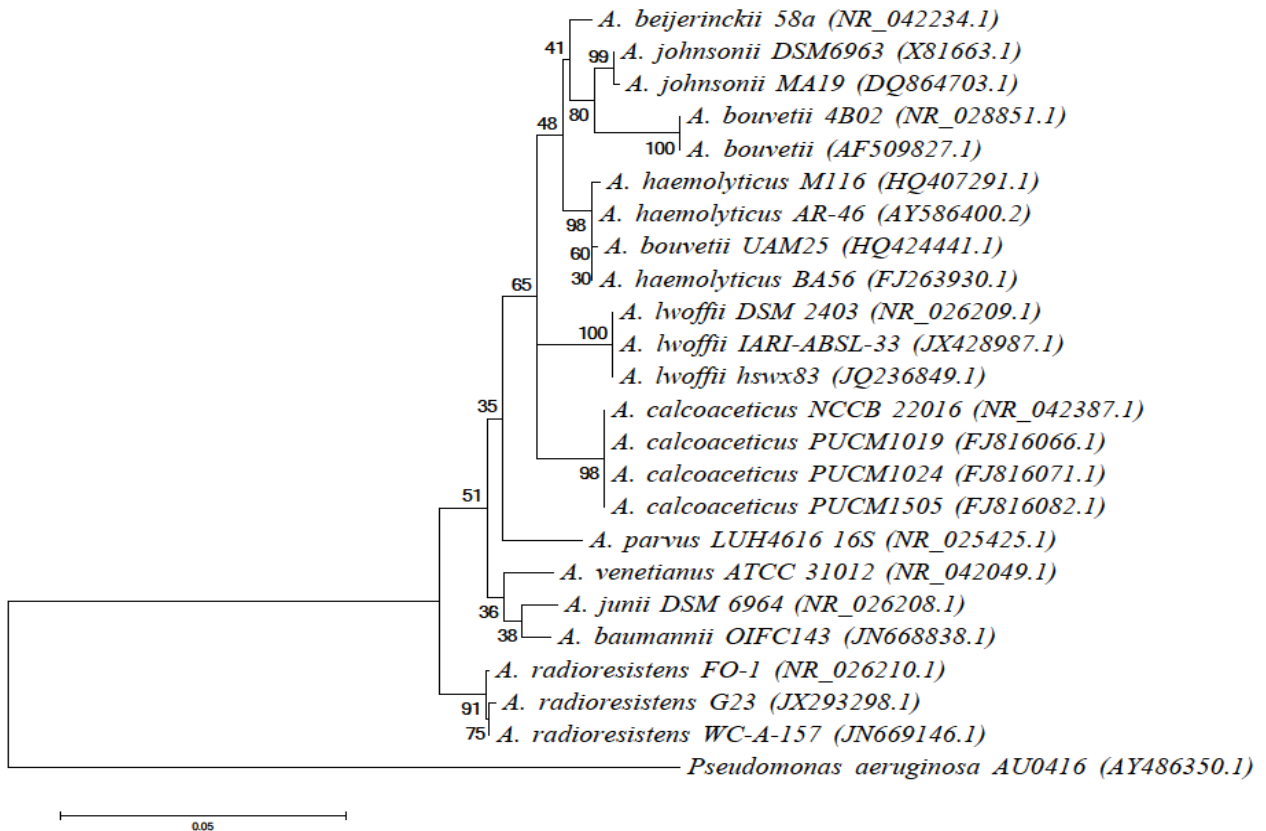 A. beijerinckii 58a (NR_042234.1)
41
99
A. johnsonii DSM6963 (X81663.1)
A. johnsonii MA19 (DQ864703.1)
80
A. bouvetii 4B02 (NR_028851.1)
48
100
A. bouvetii (AF509827.1)
A. haemolyticus M116 (HQ407291.1)
A. haemolyticus AR-46 (AY586400.2)
98
A. bouvetii UAM25 (HQ424441.1)
60
30
A. haemolyticus BA56 (FJ263930.1)
65
A. lwoffii DSM 2403 (NR_026209.1)
100
A. lwoffii IARI-ABSL-33 (JX428987.1)
A. lwoffii hswx83 (JQ236849.1)
35
A. calcoaceticus NCCB 22016 (NR_042387.1)
A. calcoaceticus PUCM1019 (FJ816066.1)
98
A. calcoaceticus PUCM1024 (FJ816071.1)
51
A. calcoaceticus PUCM1505 (FJ816082.1)
A. parvus LUH4616 16S (NR_025425.1)
A. venetianus ATCC 31012 (NR_042049.1)
36
A. junii DSM 6964 (NR_026208.1)
38
A. baumannii OIFC143 (JN668838.1)
A. radioresistens FO-1 (NR_026210.1)
91
A. radioresistens G23 (JX293298.1)
75
A. radioresistens WC-A-157 (JN669146.1)
Pseudomonas aeruginosa AU0416 (AY486350.1)
0.05